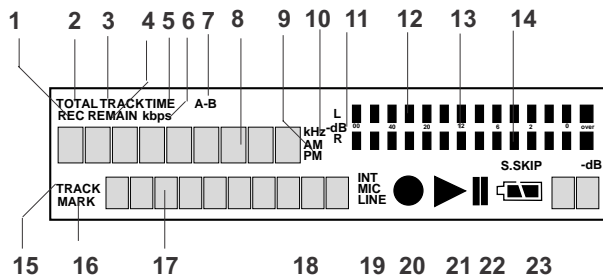 1 2 3 4 5 6 7 8 9 10 11 12 13 14
TOTAL TRACK TIME A-B
REC REMAIN kbps
L
kHz -dB 00 40 20 12 6 2 0 over
AM R
PM
S.SKIP -dB
TRACK INT
MARK MIC
LINE
15 16 17 18 19 20 21 22 23